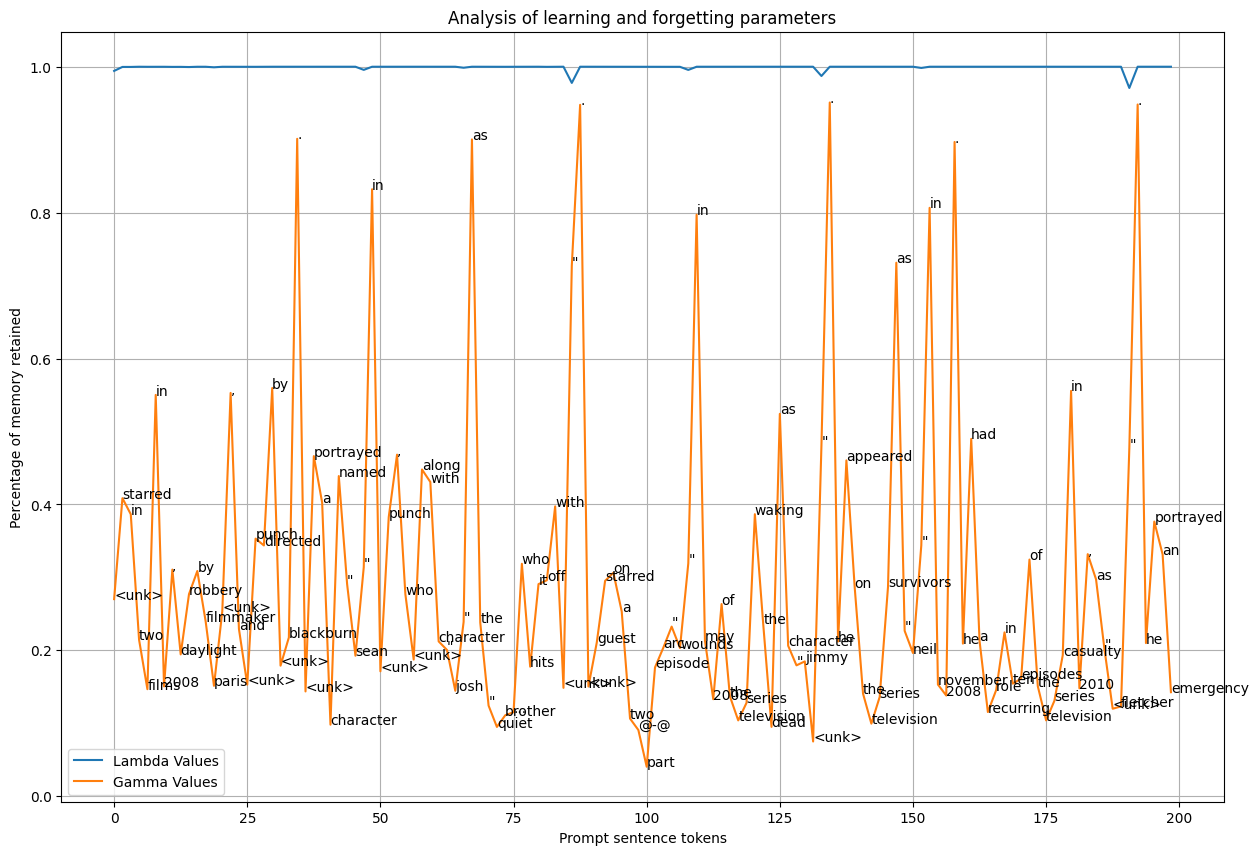 Analysis of learning and forgetting parameters
Percentage of memory retained
1.0
0.8
0.6
0.4
0.2
0.0
<unk>
starred
in
two
films
in
2008
,
daylight
robbery
by
filmmaker
paris
<unk>
,
and
<unk>
punch
directed
by
<unk>
blackburn
.
<unk>
portrayed
a
character
named
"
sean
"
in
<unk>
punch
,
who
<unk>
along
with
character
josh
"
as
the
"
quiet
brother
who
hits
it
off
with
<unk>
"
.
<unk>
guest
starred
on
a
two
@-@
part
episode
arc
"
wounds
"
in
may
2008
of
the
television
series
waking
the
dead
as
character
"
jimmy
<unk>
"
.
he
appeared
on
the
television
series
survivors
as
"
neil
"
in
november
2008
.
he
had
a
recurring
role
in
ten
episodes
of
the
television
series
casualty
in
2010
,
as
"
<unk>
fletcher
"
.
he
portrayed
an
emergency
Lambda Values
Gamma Values
0
25
50
75
100
125
150
175
200
Prompt sentence tokens